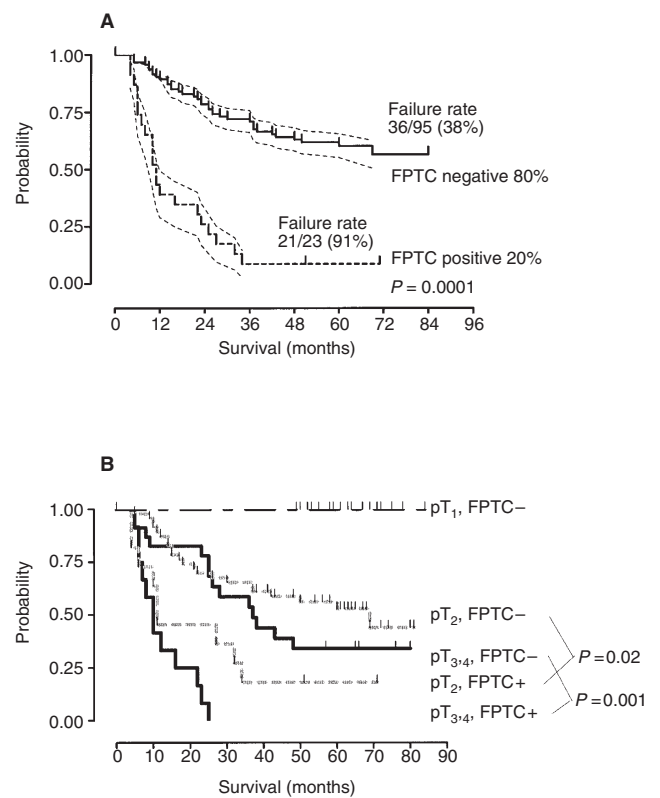 A
1.00
0.75
0.50
0.25
0.00
Probability
Failure rate
36/95 (38%)
FPTC negative 80%
Failure rate
21/23 (91%)
FPTC positive 20%
P = 0.0001
0 12 24 36 48 60 72 84 96
Survival (months)
B
1.00
0.75
0.50
0.25
0.00
Probability
pT1, FPTC−
pT2, FPTC−
pT3,4, FPTC−
pT2, FPTC+
pT3,4, FPTC+
P = 0.02
P = 0.001
0 10 20 30 40 50 60 70 80 90
Survival (months)